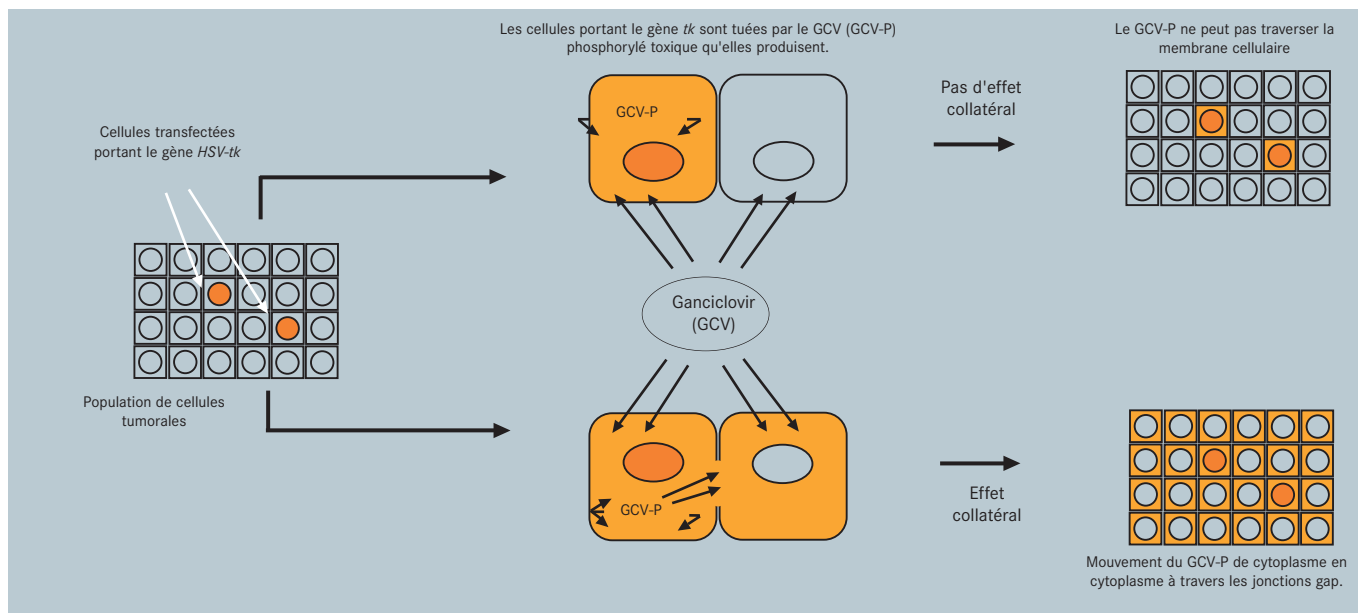 Les cellules portant le gène tk sont tuées par le GCV (GCV-P)
phosphorylé toxique qu'elles produisent.
Le GCV-P ne peut pas traverser la
membrane cellulaire
Pas d'effet
collatéral
GCV-P
Cellules transfectées
portant le gène HSV-tk
Ganciclovir
(GCV)
Population de cellules
tumorales
GCV-P
Effet
collatéral
Mouvement du GCV-P de cytoplasme en
cytoplasme à travers les jonctions gap.